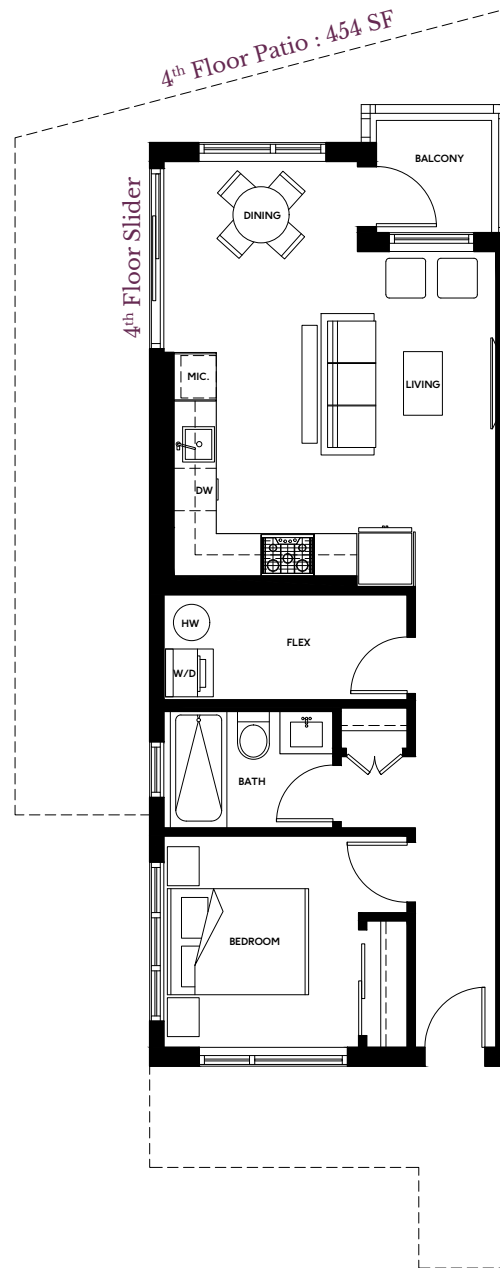 4th Floor Patio : 454 SF
BALCONY
DINING
4th Floor Slider
MIC.
LIVING
DW
HW
FLEX
W/D
BATH
BEDROOM